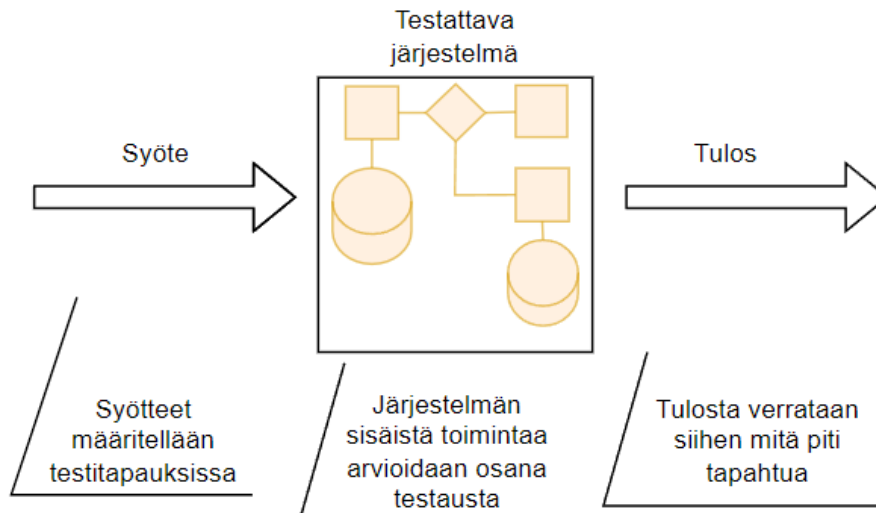 Testattava
järjestelmä
Syöte
Tulos
Syötteet
määritellään
testitapauksissa
Järjestelmän
sisäistä toimintaa
arvioidaan osana
testausta
Tulosta verrataan
siihen mitä piti
tapahtua